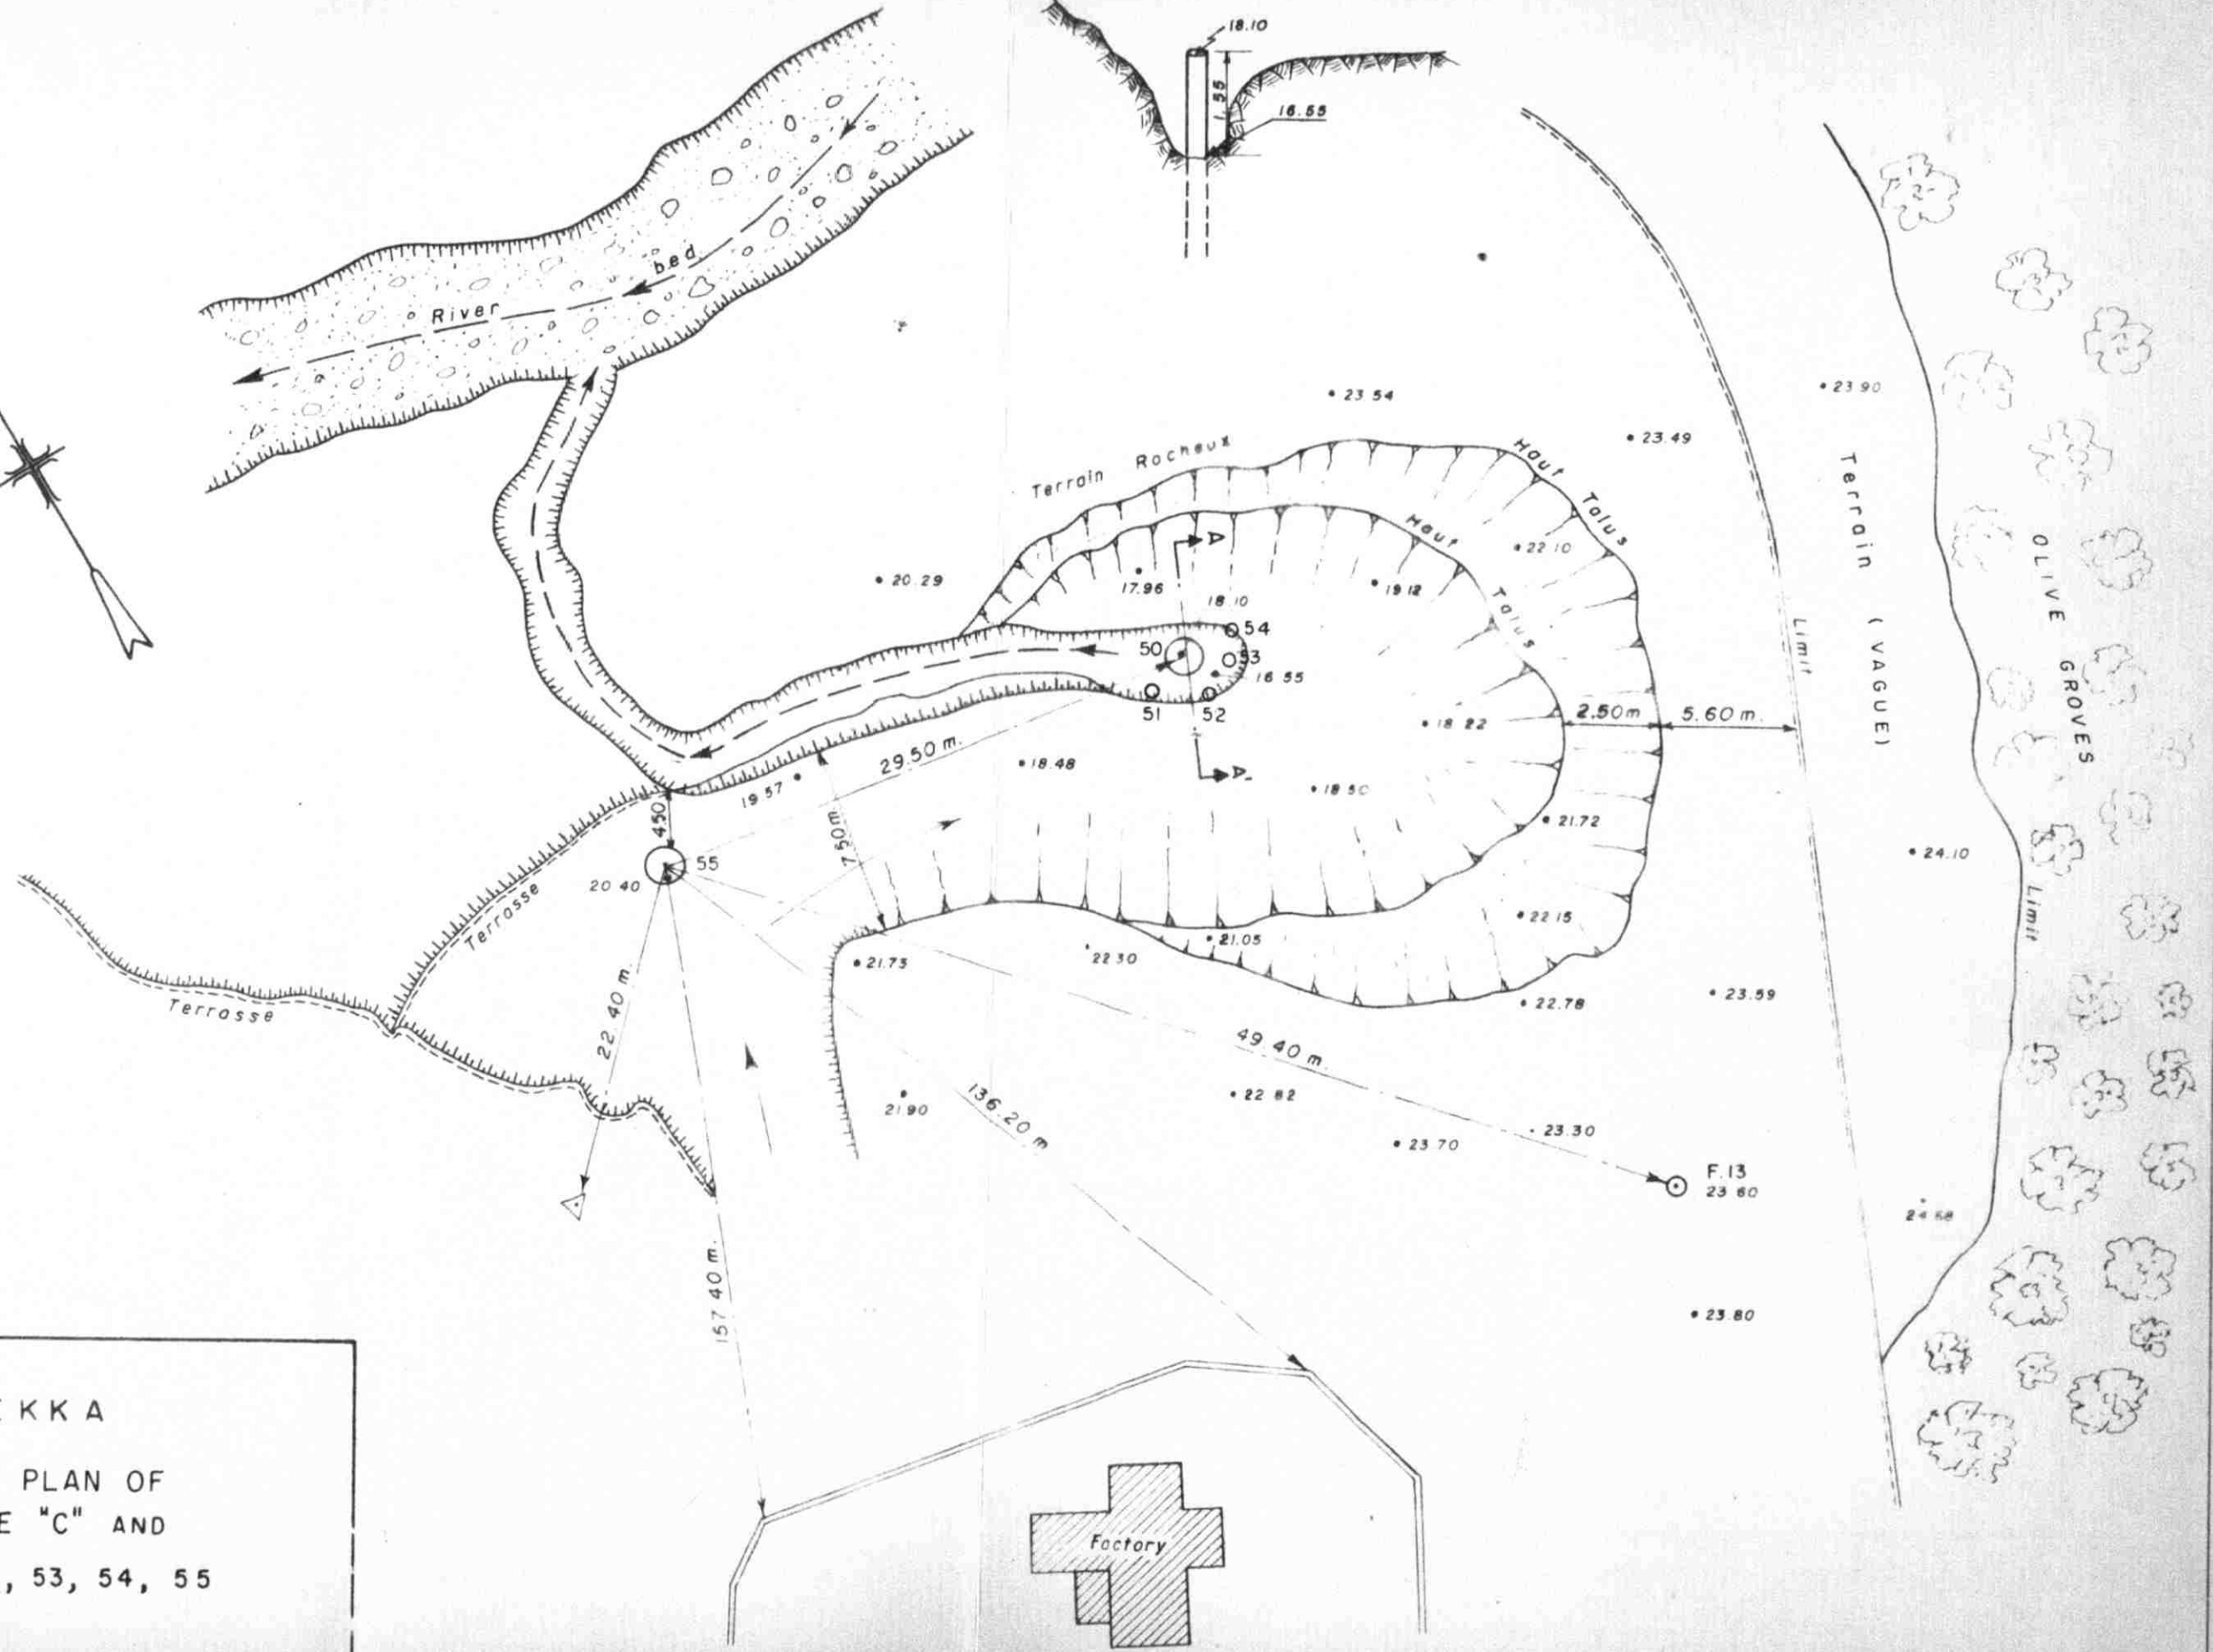 18.10
1.55
16.55
River bed
23 90
23 54
23.49
Terrain Rocheux
Haut Talus
Haut Talus
Terrain (VAGUE)
OLIVE GROVES
22 10
20.29
17.96
19 12
18 10
54
50
53
16 55
51
52
Limit
2.50m
5.60 m.
18 22
29.50 m.
18.48
19 57
18 50
A
A
450
7 50 m
21.72
24.10
55
20 40
Terrasse
Limit
22 15
21.05
21.73
22 30
Terrasse
22.40 m.
22.78
23.59
49 40 m.
21 90
136.20 m
22 82
23 70
23.30
F.13
23 60
24 68
157 40 m.
23.80
KKA
PLAN OF
E "C" AND
, 53, 54, 55
Factory